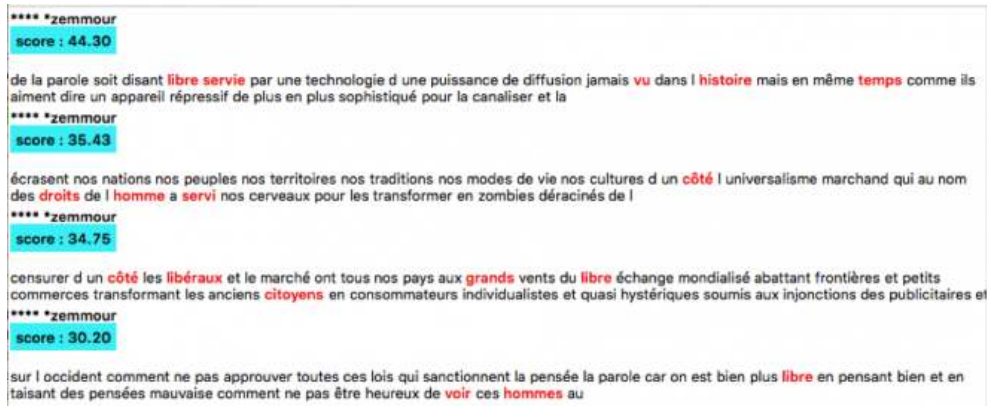 **** *zemmour
score : 44.30
de la parole soit disant libre servie par une technologie d une puissance de diffusion jamais vu dans l histoire mais en même temps comme ils
aiment dire un appareil répressif de plus en plus sophistiqué pour la canaliser et la
**** *zemmour
score : 35.43
écrasent nos nations nos peuples nos territoires nos traditions nos modes de vie nos cultures d un côté l universalisme marchand qui au nom
des droits de l homme a servi nos cerveaux pour les transformer en zombies déracinés de l
**** *zemmour
score : 34.75
censurer d un côté les libéraux et le marché ont tous nos pays aux grands vents du libre échange mondialisé abattant frontières et petits
commerces transformant les anciens citoyens en consommateurs individualistes et quasi hystériques soumis aux injonctions des publicitaires et
**** *zemmour
score : 30.20
sur l occident comment ne pas approuver toutes ces lois qui sanctionnent la pensée la parole car on est bien plus libre en pensant bien et en
taisant des pensées mauvaise comment ne pas être heureux de voir ces hommes au